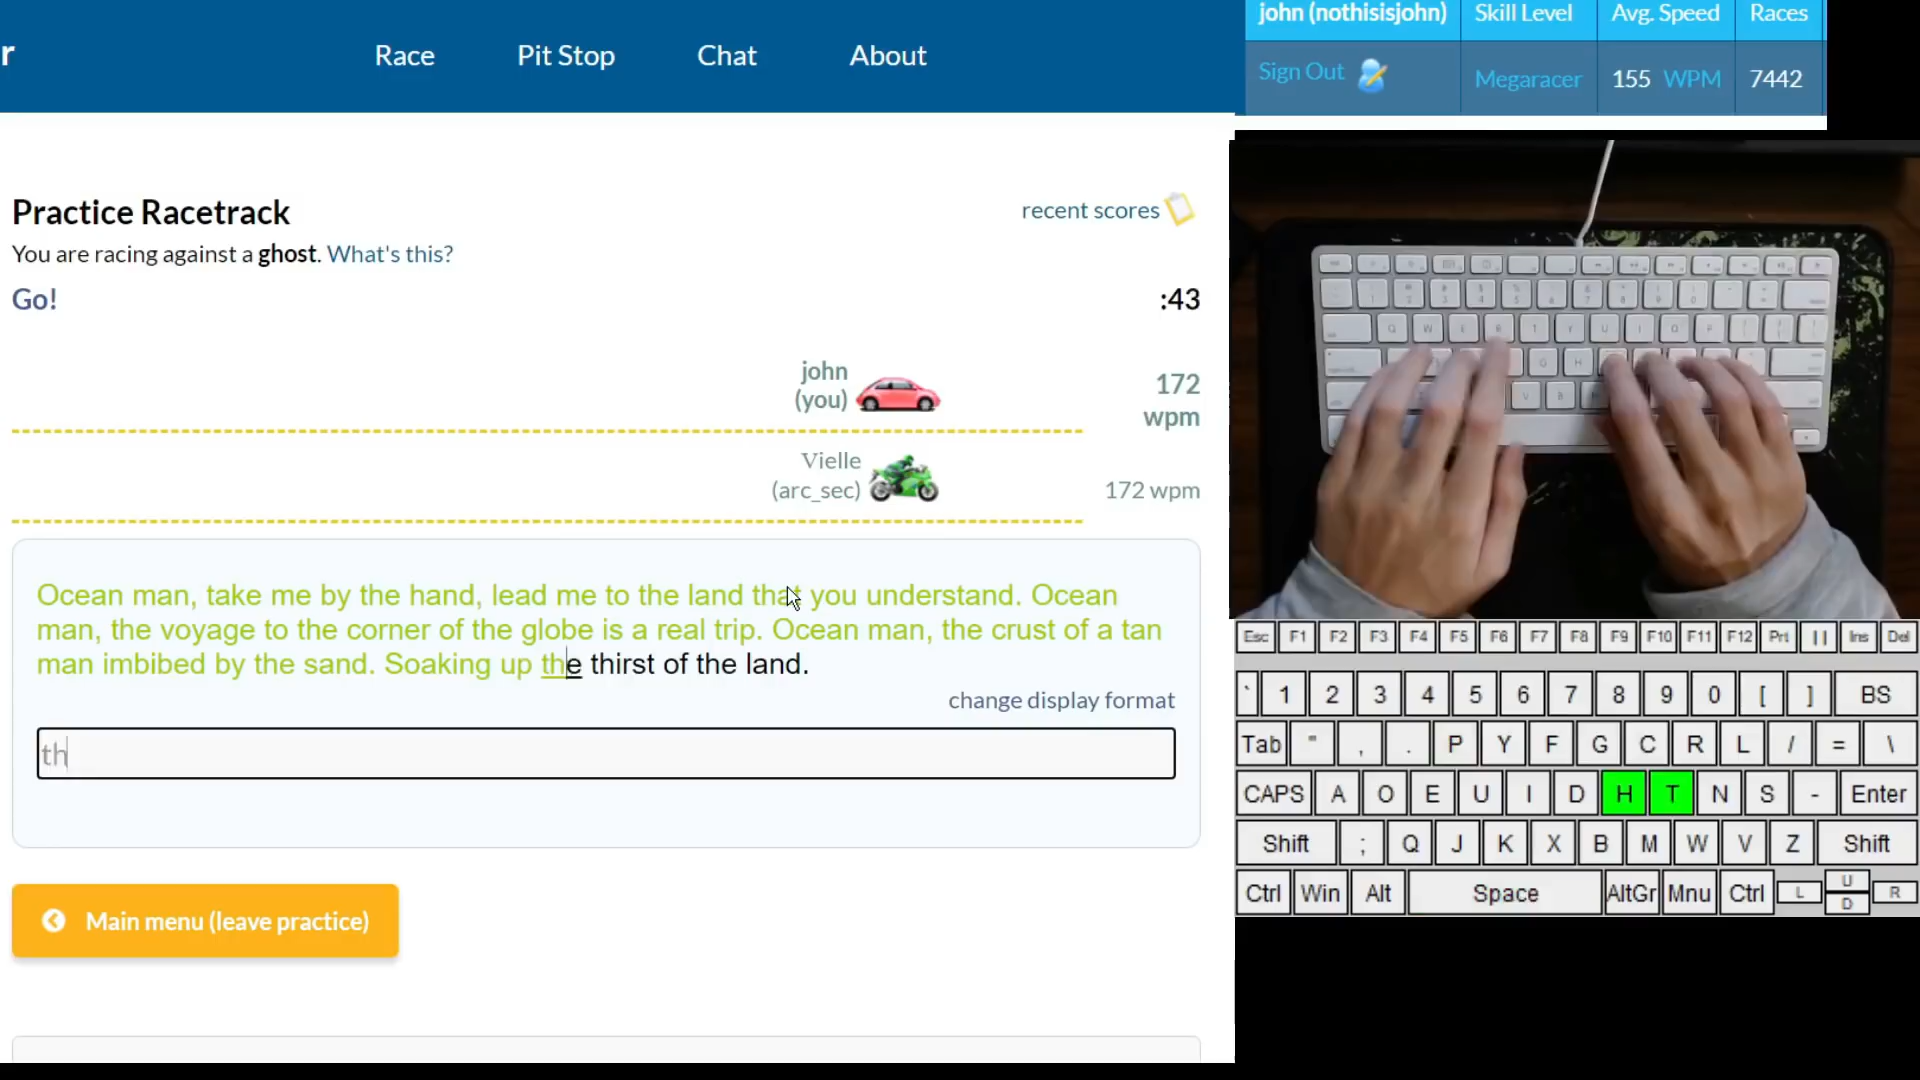 r
Race Pit Stop Chat About
john (nothisisjohn) Skill Level Avg. Speed Races
Sign Out Megaracer 155 WPM 7442
Practice Racetrack
recent scores
You are racing against a ghost. What's this?
Go!
:43
john
(you)
172
wpm
Vielle
(arc_sec)
172 wpm
Ocean man, take me by the hand, lead me to the land that you understand. Ocean
man, the voyage to the corner of the globe is a real trip. Ocean man, the crust of a tan
man imbibed by the sand. Soaking up the thirst of the land.
change display format
th
Main menu (leave practice)
Esc F1 F2 F3 F4 F5 F6 F7 F8 F9 F10 F11 F12 Prt | | Ins Del
` 1 2 3 4 5 6 7 8 9 0 [ ] BS
Tab " , . P Y F G C R L / = \
CAPS A O E U I D H T N S - Enter
Shift ; Q J K X B M W V Z Shift
Ctrl Win Alt Space AltGr Mnu Ctrl L U D R